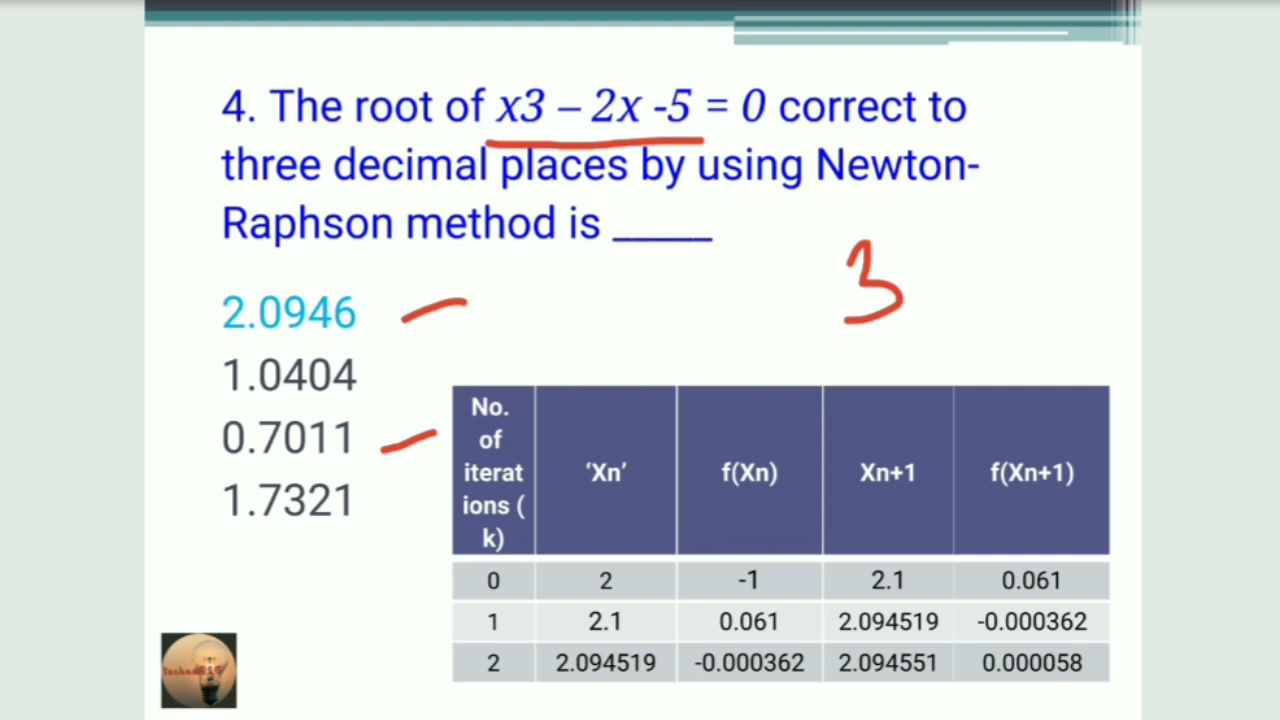 4. The root of x3 – 2x -5 = 0 correct to
three decimal places by using Newton-
Raphson method is _____
3
2.0946
1.0404
0.7011
1.7321
No. of iterat ions ( k) ‘Xn’ f(Xn) Xn+1 f(Xn+1)
0 2 -1 2.1 0.061
1 2.1 0.061 2.094519 -0.000362
2 2.094519 -0.000362 2.094551 0.000058